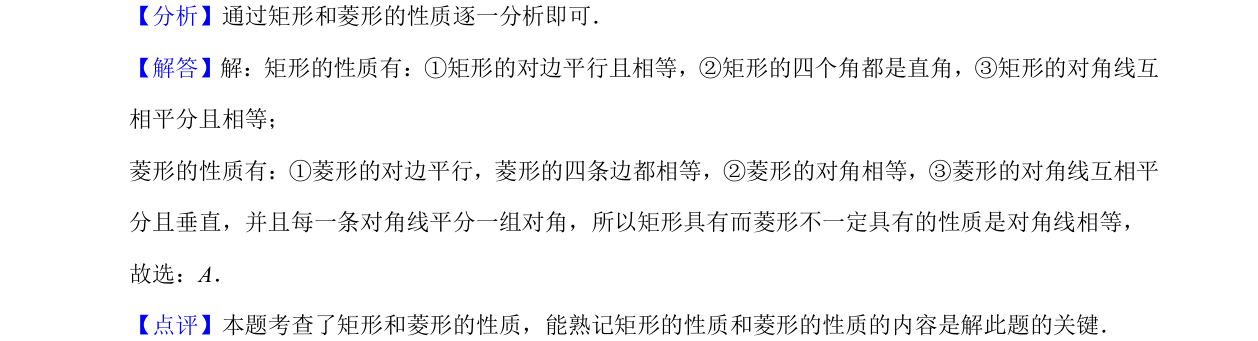 【分析】通过矩形和菱形的性质逐一分析即可．
【解答】解：矩形的性质有：①矩形的对边平行且相等，②矩形的四个角都是直角，③矩形的对角线互
相平分且相等；
菱形的性质有：①菱形的对边平行，菱形的四条边都相等，②菱形的对角相等，③菱形的对角线互相平
分且垂直，并且每一条对角线平分一组对角，所以矩形具有而菱形不一定具有的性质是对角线相等，
故选：A．
【点评】本题考查了矩形和菱形的性质，能熟记矩形的性质和菱形的性质的内容是解此题的关键．